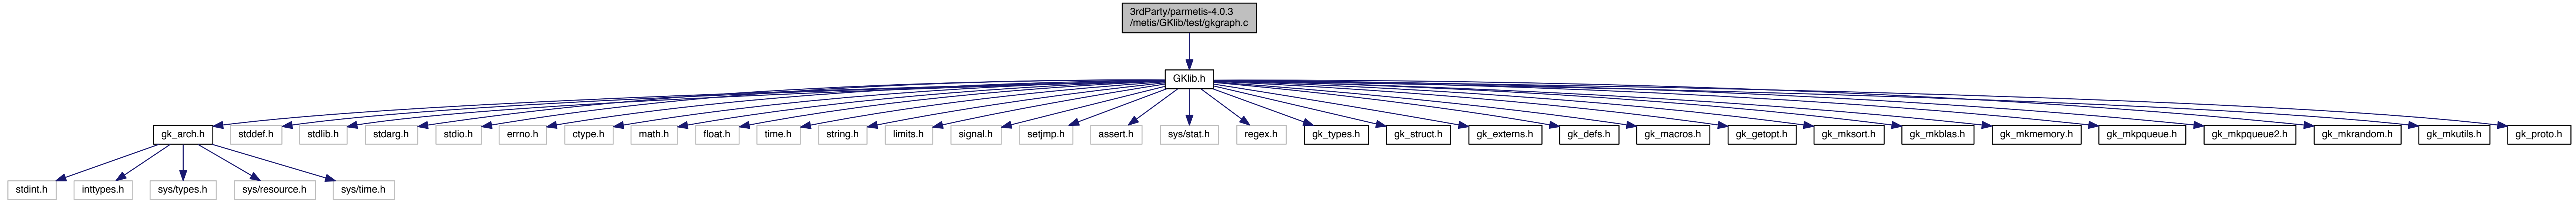 3rdParty/parmetis-4.0.3
/metis/GKlib/test/gkgraph.c
GKlib.h
gk_arch.h
stddef.h
stdlib.h
stdarg.h
stdio.h
errno.h
ctype.h
math.h
float.h
time.h
string.h
limits.h
signal.h
setjmp.h
assert.h
sys/stat.h
regex.h
gk_types.h
gk_struct.h
gk_externs.h
gk_defs.h
gk_macros.h
gk_getopt.h
gk_mksort.h
gk_mkblas.h
gk_mkmemory.h
gk_mkpqueue.h
gk_mkpqueue2.h
gk_mkrandom.h
gk_mkutils.h
gk_proto.h
stdint.h
inttypes.h
sys/types.h
sys/resource.h
sys/time.h